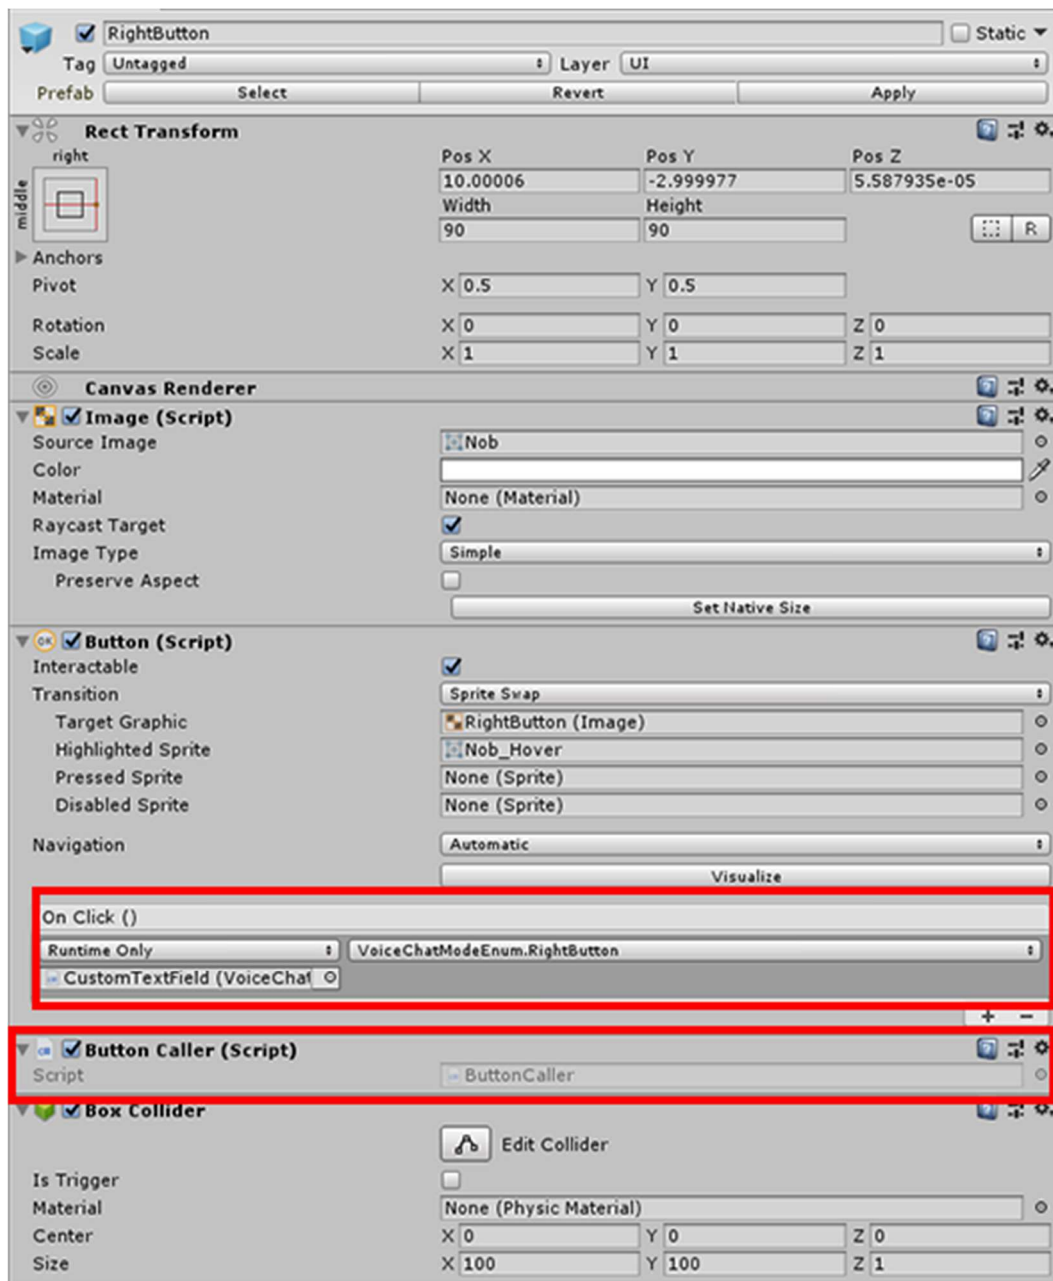 RightButton Static
Tag Untagged Layer UI
Prefab Select Revert Apply
Rect Transform
right Pos X Pos Y Pos Z
middle 10.00006 -2.999977 5.587935e-05
Width Height
90 90 R
Anchors
Pivot X 0.5 Y 0.5
Rotation X 0 Y 0 Z 0
Scale X 1 Y 1 Z 1
Canvas Renderer
Image (Script)
Source Image Nob
Color
Material None (Material)
Raycast Target
Image Type Simple
Preserve Aspect
Set Native Size
OK Button (Script)
Interactable
Transition Sprite Swap
Target Graphic RightButton (Image)
Highlighted Sprite Nob_Hover
Pressed Sprite None (Sprite)
Disabled Sprite None (Sprite)
Navigation Automatic
Visualize
On Click ()
Runtime Only VoiceChatModeEnum.RightButton
CustomTextField (VoiceChat
+ −
Button Caller (Script)
Script ButtonCaller
Box Collider
Edit Collider
Is Trigger
Material None (Physic Material)
Center X 0 Y 0 Z 0
Size X 100 Y 100 Z 1